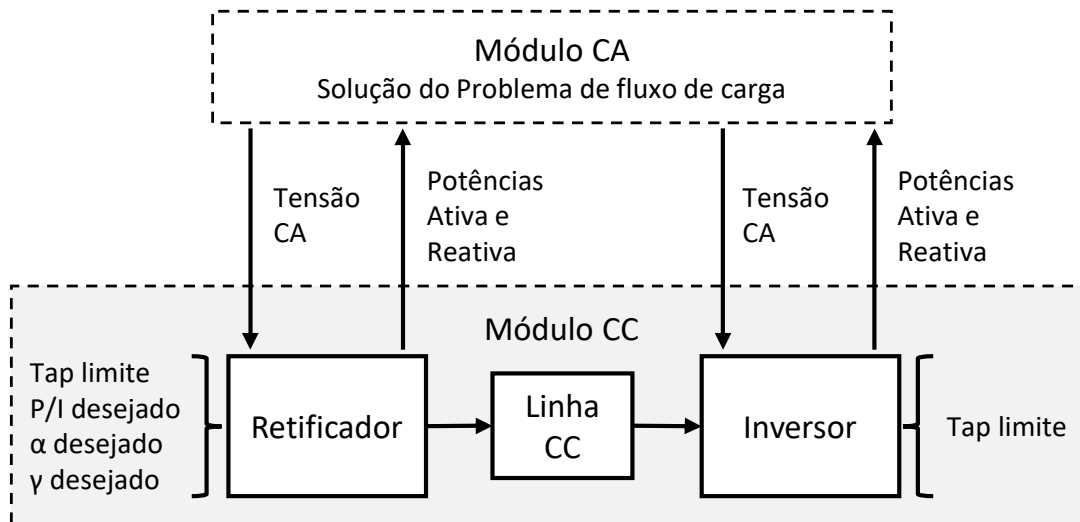 Módulo CA
Solução do Problema de fluxo de carga
Tensão
CA
Potências
Ativa e
Reativa
Tensão
CA
Potências
Ativa e
Reativa
Módulo CC
Tap limite
P/I desejado
α desejado
γ desejado
Retificador
Linha
CC
Inversor
Tap limite